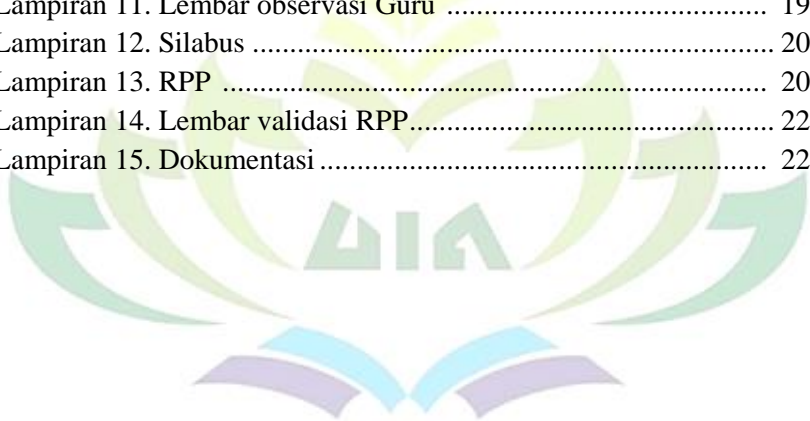 Lampiran 11. Lembar observasi Guru ............................................... 19
Lampiran 12. Silabus .......................................................................... 20
Lampiran 13. RPP ............................................................................. 20
Lampiran 14. Lembar validasi RPP.................................................... 22
Lampiran 15. Dokumentasi ................................................................ 22
UIN